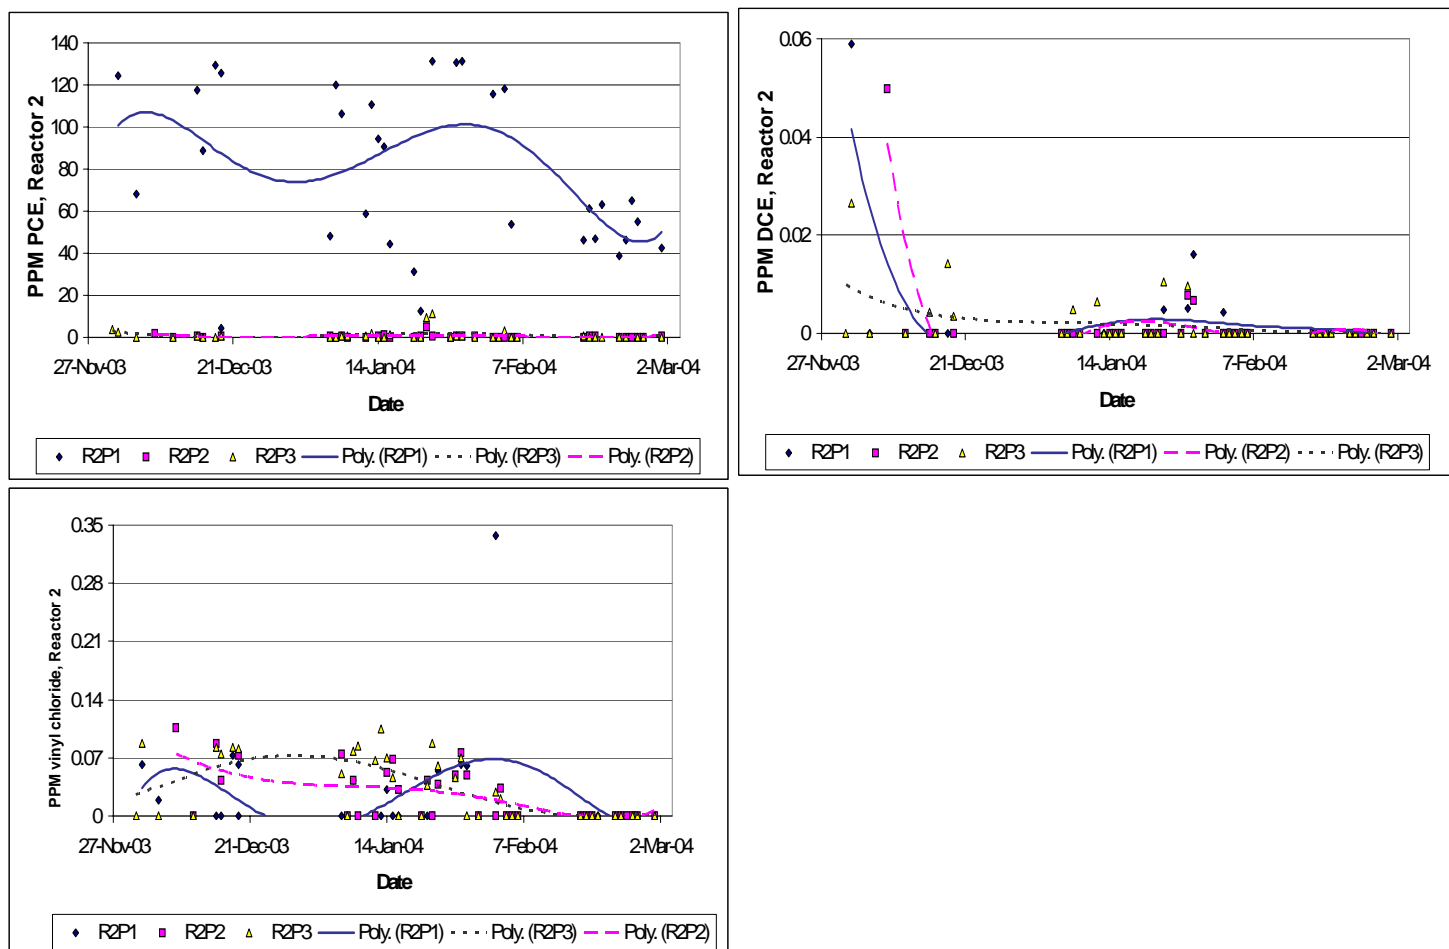 PPM PCE, Reactor 2
140
120
100
80
60
40
20
0
27-Nov-03 21-Dec-03 14-Jan-04 7-Feb-04 2-Mar-04
Date
R2P1 R2P2 R2P3 Poly. (R2P1) Poly. (R2P3) Poly. (R2P2)
PPM DCE, Reactor 2
0.06
0.04
0.02
0
27-Nov-03 21-Dec-03 14-Jan-04 7-Feb-04 2-Mar-04
Date
R2P1 R2P2 R2P3 Poly. (R2P1) Poly. (R2P2) Poly. (R2P3)
PPM vinyl chloride, Reactor 2
0.35
0.28
0.21
0.14
0.07
0
27-Nov-03 21-Dec-03 14-Jan-04 7-Feb-04 2-Mar-04
Date
R2P1 R2P2 R2P3 Poly. (R2P1) Poly. (R2P3) Poly. (R2P2)